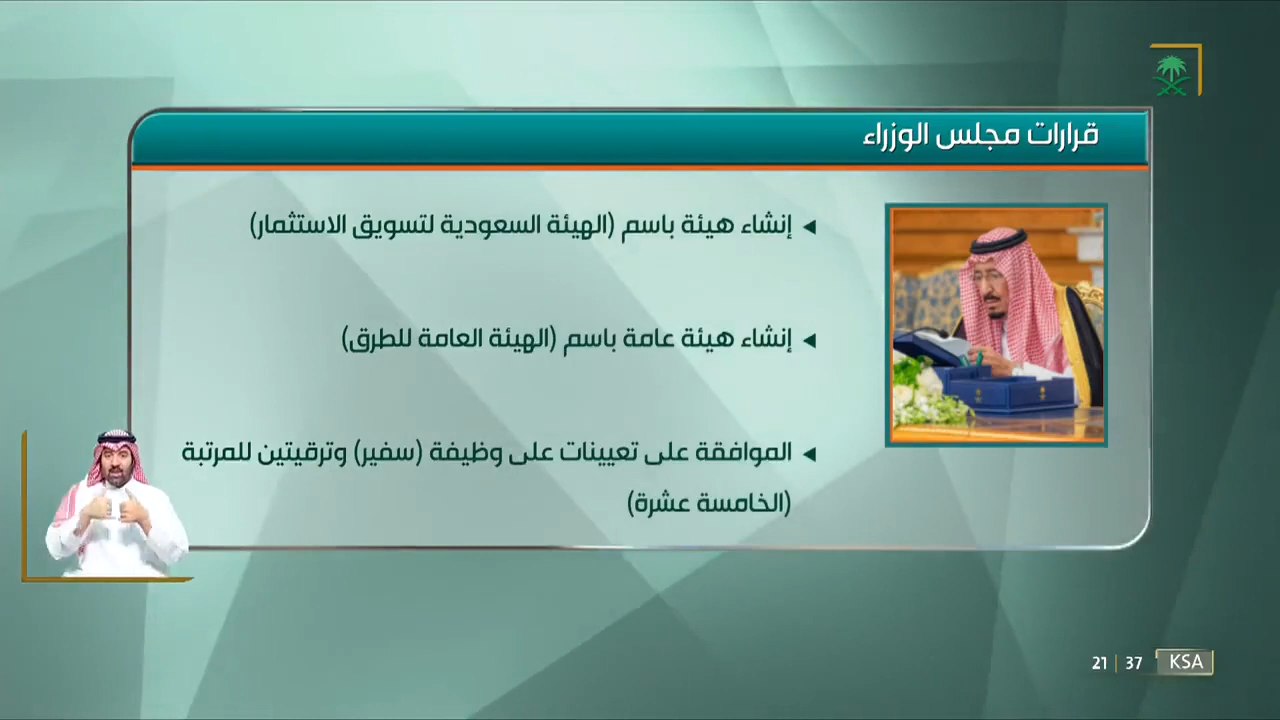 قرارات مجلس الوزراء
إنشاء هيئة باسم (الهيئة السعودية لتسويق الاستثمار)
إنشاء هيئة عامة باسم (الهيئة العامة للطرق)
الموافقة على تعيينات على وظيفة (سفير) وترقيتين للمرتبة
(الخامسة عشرة)
21 | 37 KSA